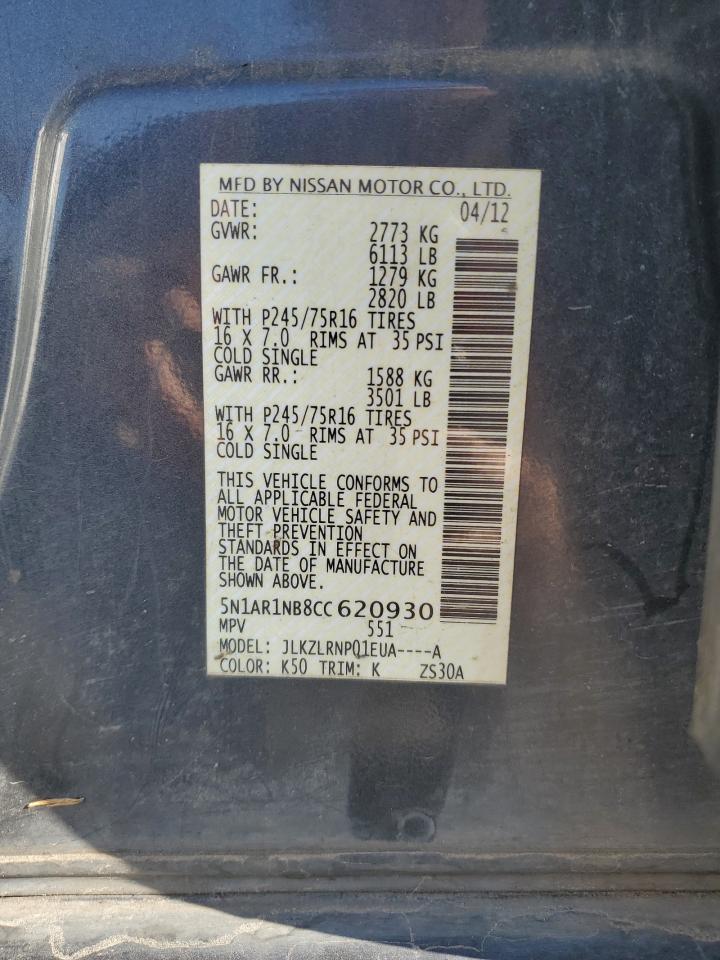 MFD BY NISSAN MOTOR CO., LTD.
DATE: 04/12
GVWR: 2773 KG
6113 LB
GAWR FR.: 1279 KG
2820 LB
WITH P245/75R16 TIRES
16 X 7.0 RIMS AT 35 PSI
COLD SINGLE
GAWR RR.: 1588 KG
3501 LB
WITH P245/75R16 TIRES
16 X 7.0 RIMS AT 35 PSI
COLD SINGLE
THIS VEHICLE CONFORMS TO
ALL APPLICABLE FEDERAL
MOTOR VEHICLE SAFETY AND
THEFT PREVENTION
STANDARDS IN EFFECT ON
THE DATE OF MANUFACTURE
SHOWN ABOVE.
5N1AR1NB8CC620930
MPV 551
MODEL: JLKZLRNPQ1EUA----A
COLOR: K50 TRIM: K ZS30A